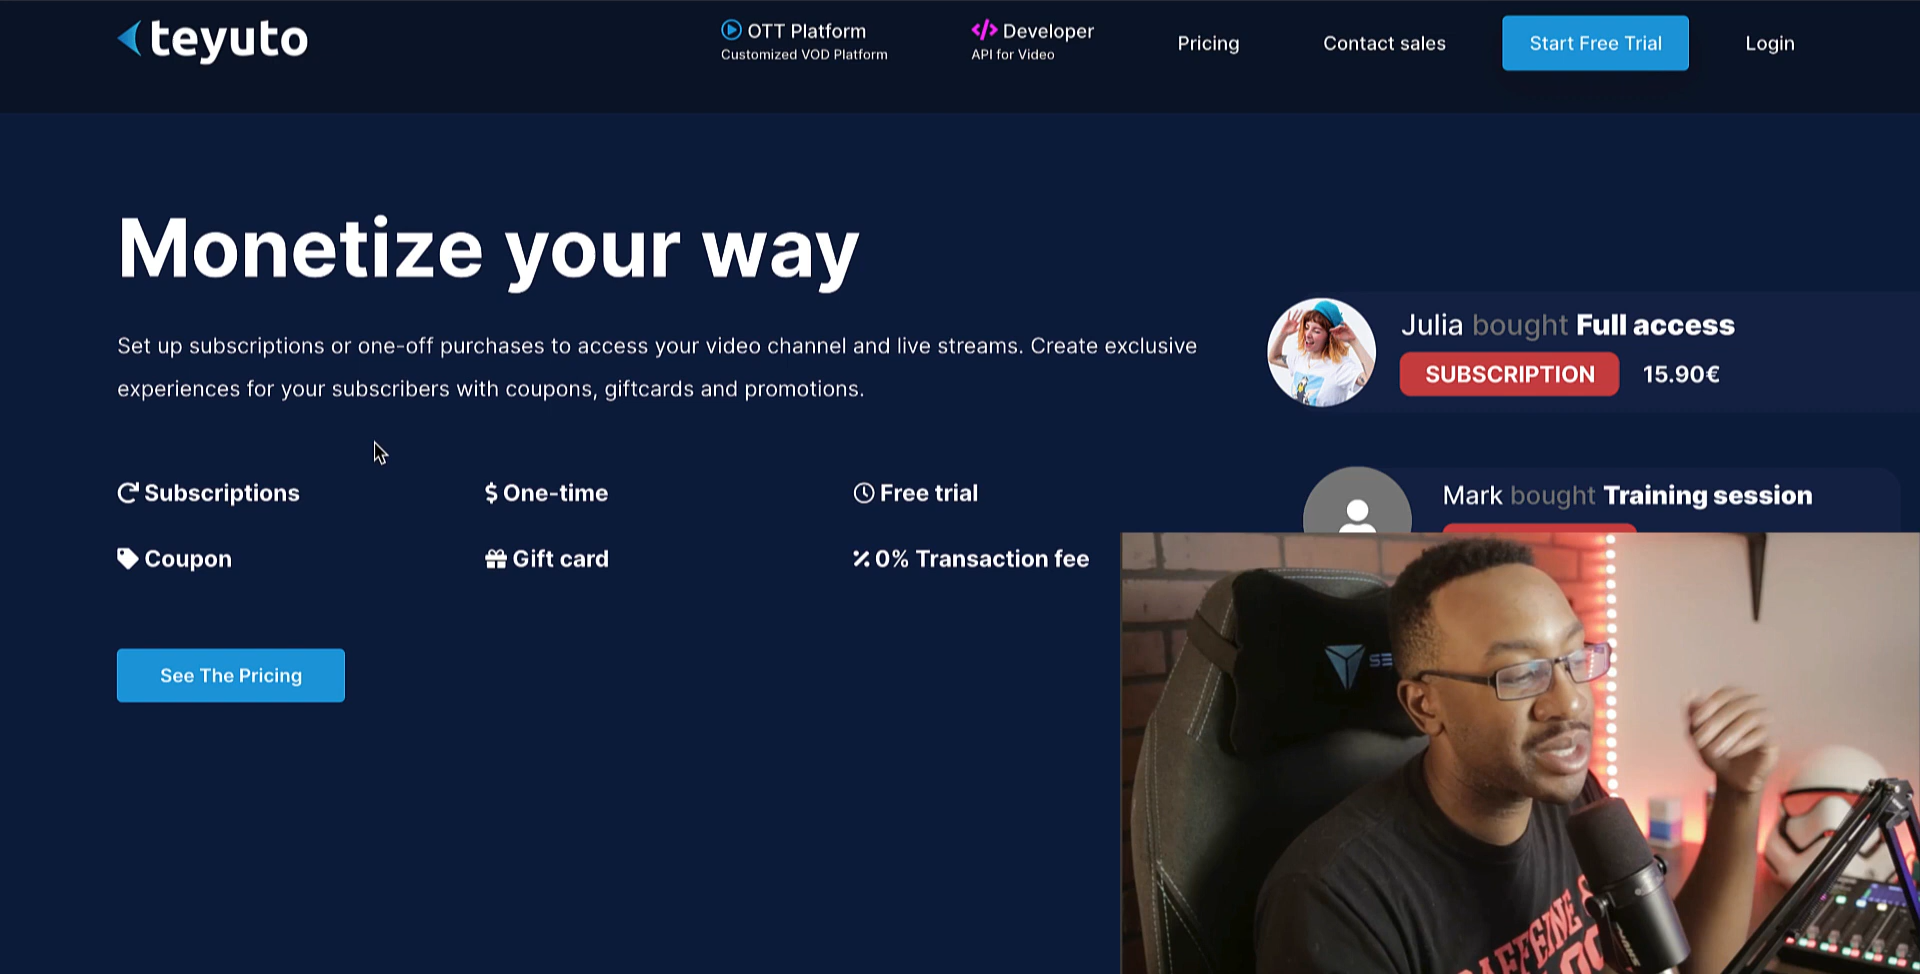 teyuto
OTT Platform
Customized VOD Platform
</> Developer
API for Video
Pricing
Contact sales
Start Free Trial
Login
Monetize your way
Set up subscriptions or one-off purchases to access your video channel and live streams. Create exclusive
experiences for your subscribers with coupons, giftcards and promotions.
Subscriptions
$ One-time
Free trial
Coupon
Gift card
0% Transaction fee
See The Pricing
Julia bought Full access
SUBSCRIPTION 15.90€
Mark bought Training session